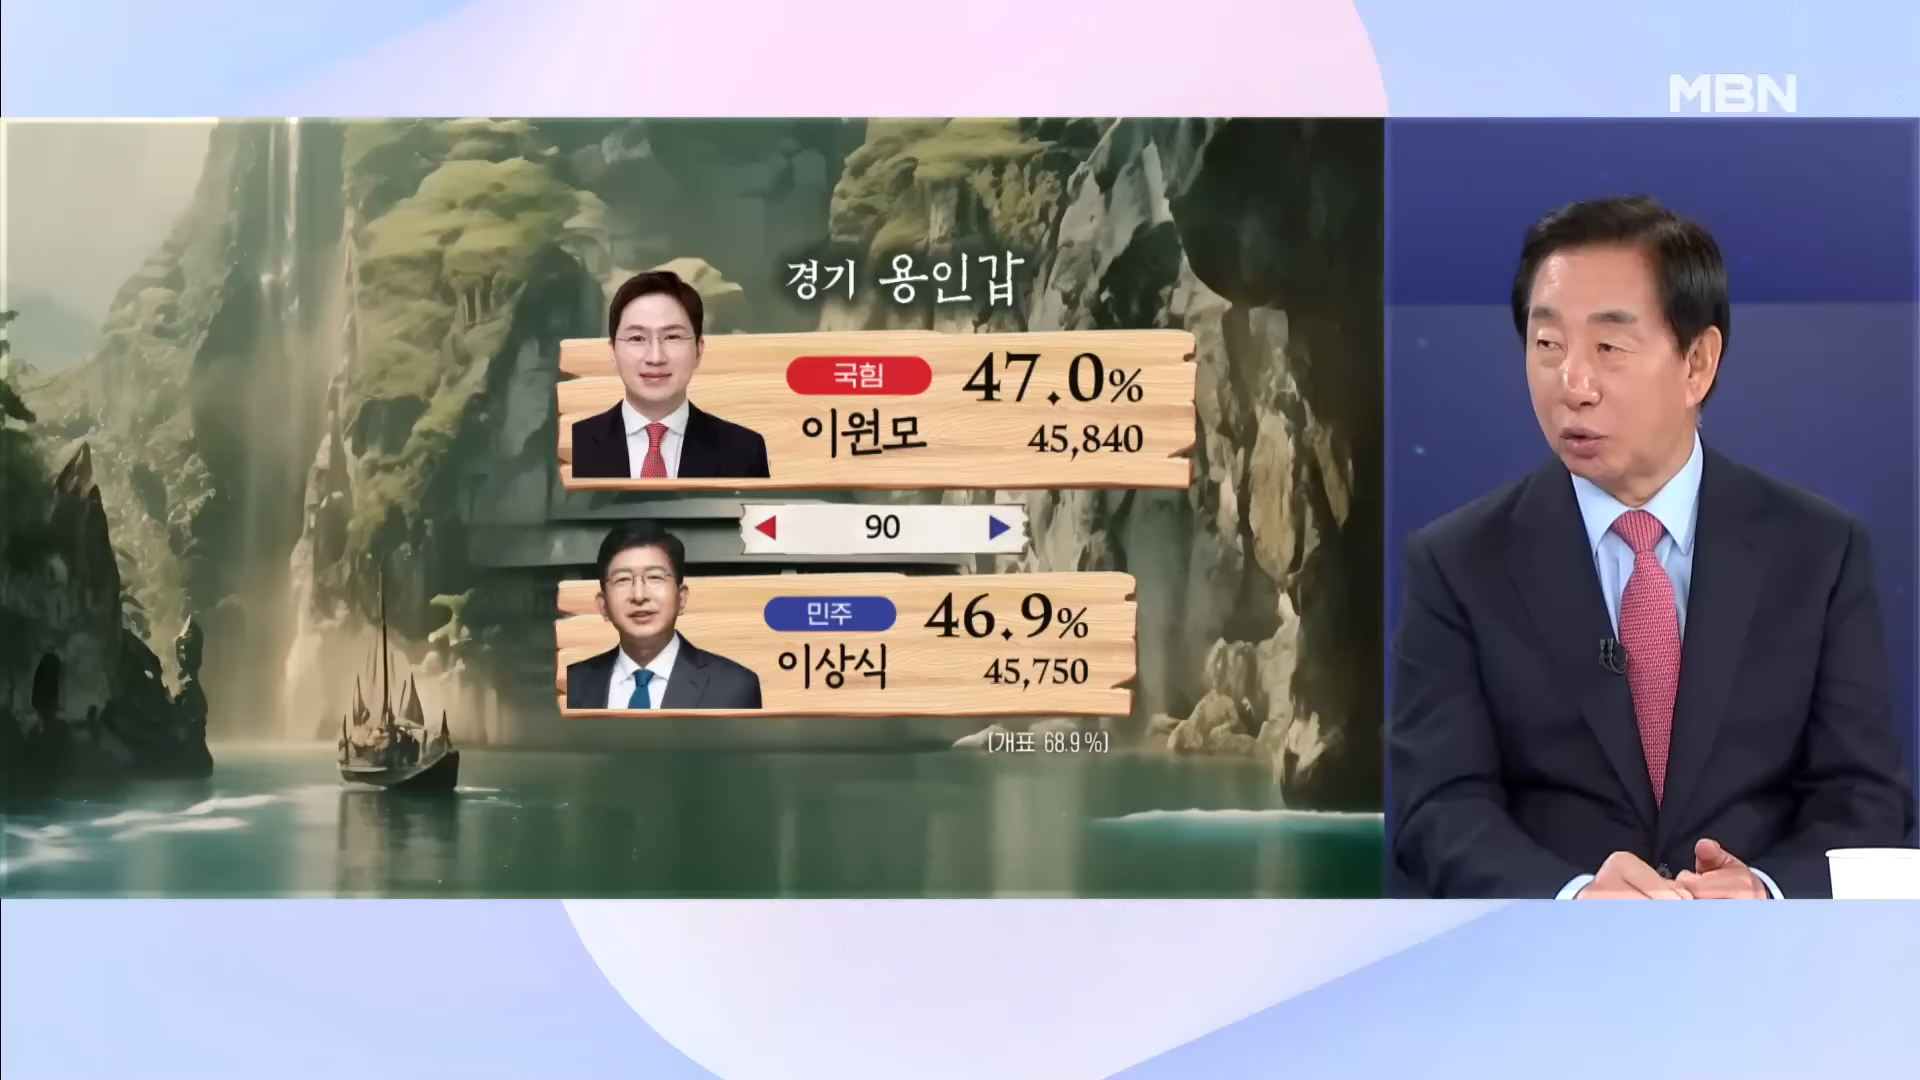 MBN
경기 용인갑
국힘 47.0%
이원모 45,840
90
민주 46.9%
이상식 45,750
(개표 68.9%)